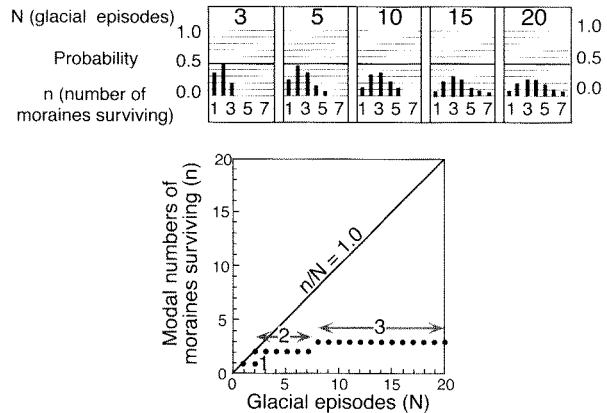 N (glacial episodes) 3 5 10 15 20
1.0 1.0
Probability 0.5 0.5
n (number of 0.0 0.0
moraines surviving) 1 3 5 7 1 3 5 7 1 3 5 7 1 3 5 7 1 3 5 7
20
15
10
5
0
Modal numbers of
moraines surviving (n)
n/N = 1.0
2
3
1
0 5 10 15 20
Glacial episodes (N)